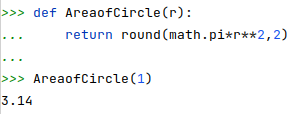 >>> def AreaofCircle(r):
...     return round(math.pi*r**2,2)
...
>>> AreaofCircle(1)
3.14